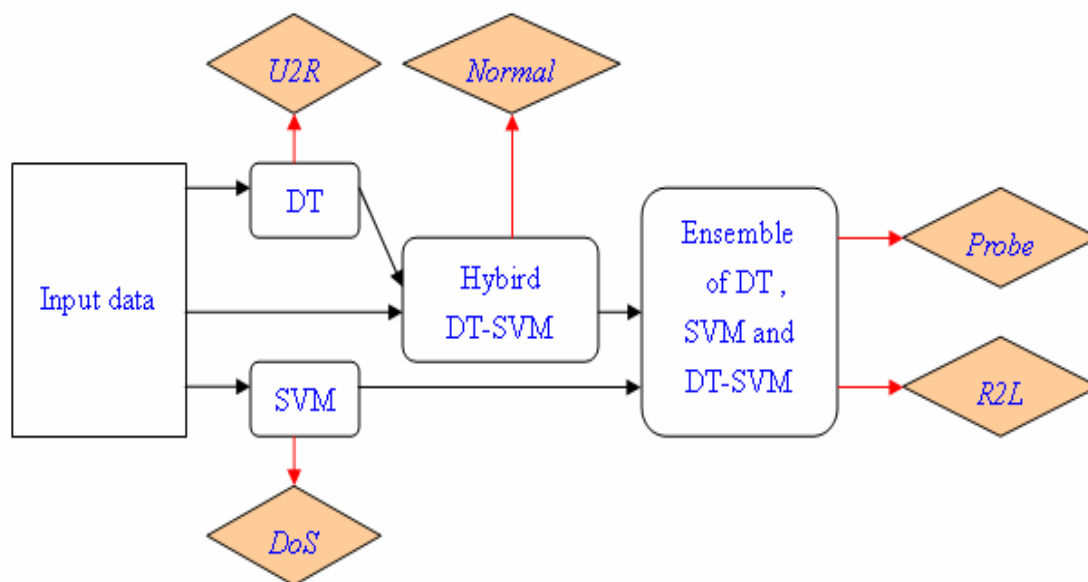 U2R
Normal
Input data
DT
Hybird
DT-SVM
SVM
DoS
Ensemble
of DT ,
SVM and
DT-SVM
Probe
R2L